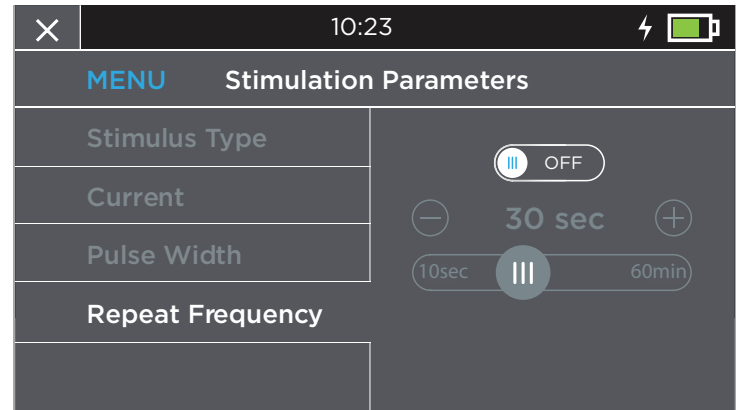 10:23
MENU Stimulation Parameters
Stimulus Type
OFF
Current
30 sec
Pulse Width
10sec 60min
Repeat Frequency